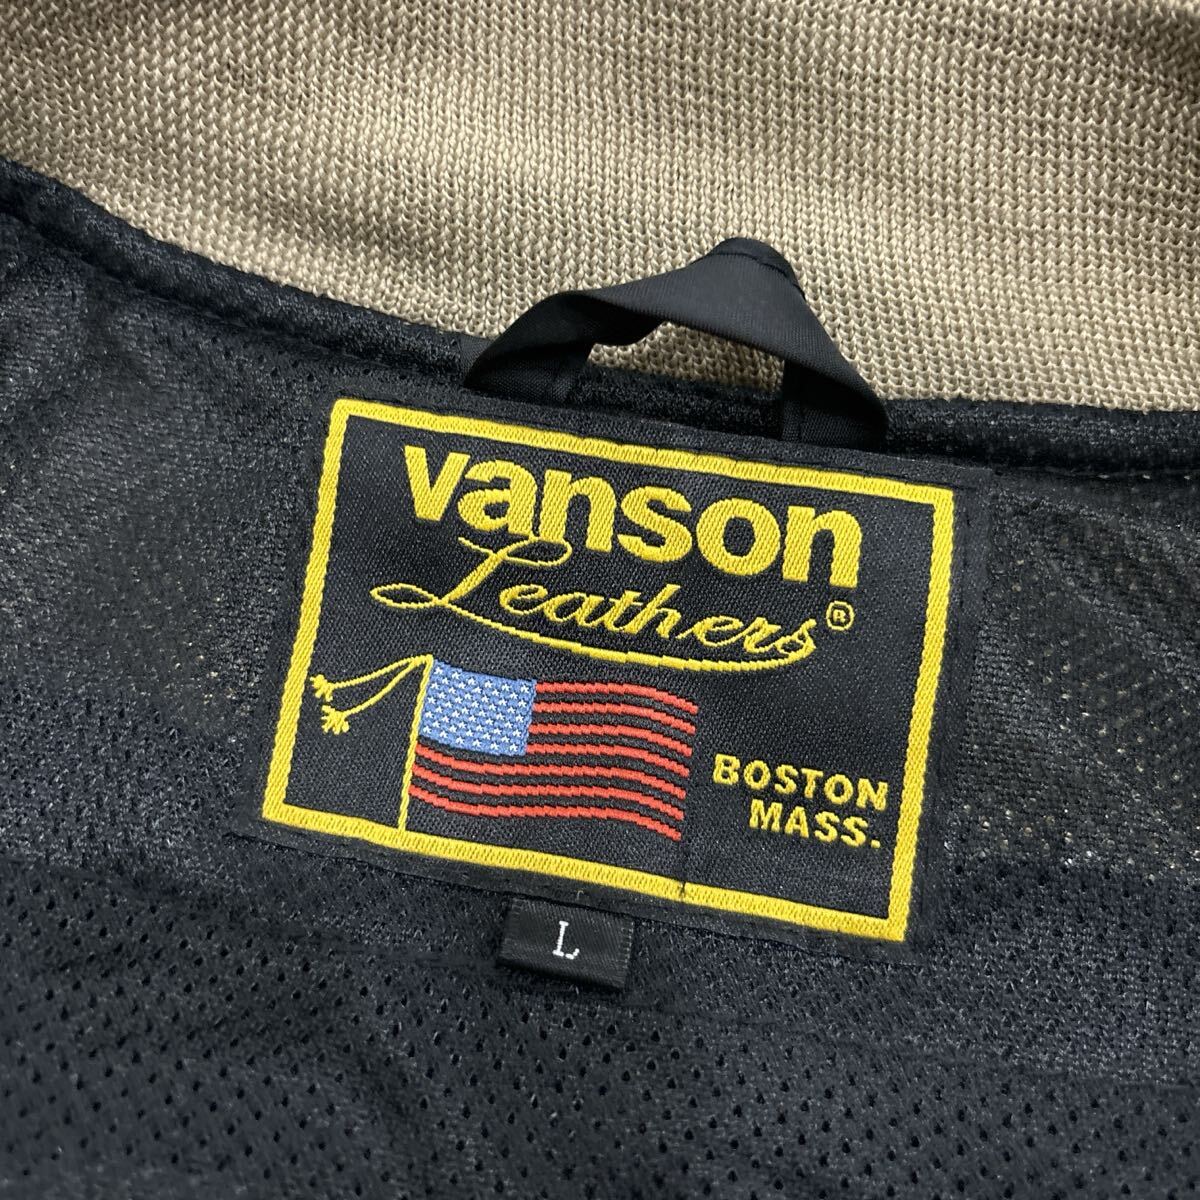 vanson
Leathers®
BOSTON
MASS.
L